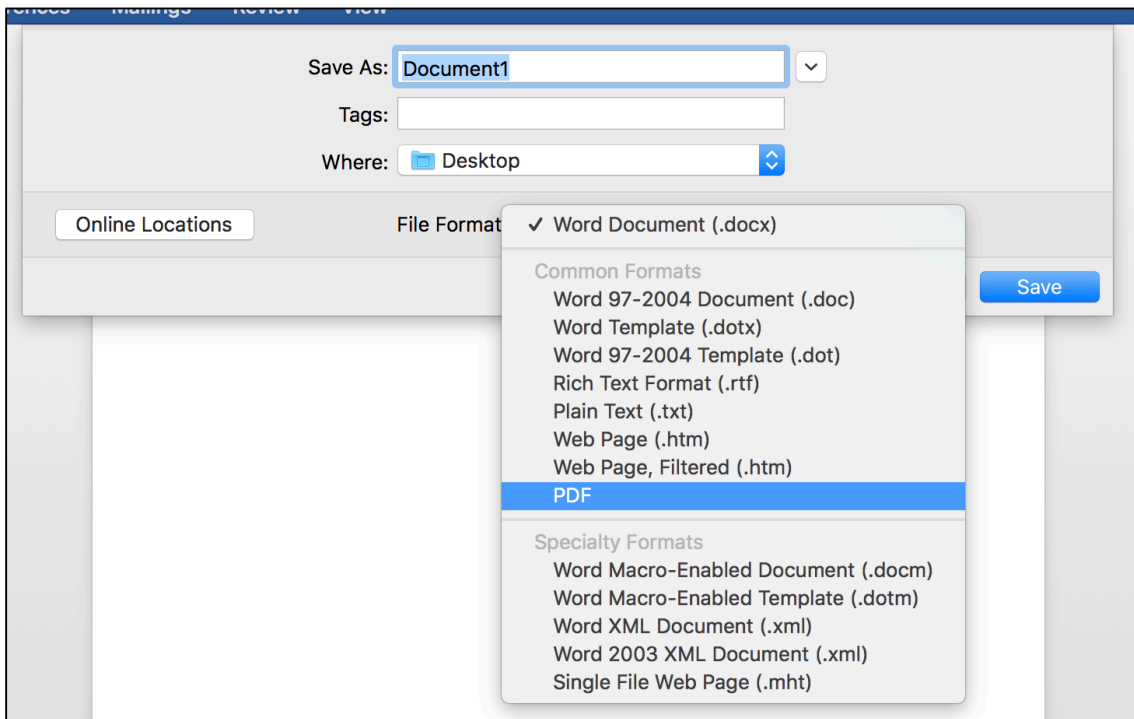 Mailings Review View
Save As: Document1
Tags:
Where: Desktop
Online Locations
File Format
✓ Word Document (.docx)
Common Formats
Word 97-2004 Document (.doc)
Word Template (.dotx)
Word 97-2004 Template (.dot)
Rich Text Format (.rtf)
Plain Text (.txt)
Web Page (.htm)
Web Page, Filtered (.htm)
PDF
Save
Specialty Formats
Word Macro-Enabled Document (.docm)
Word Macro-Enabled Template (.dotm)
Word XML Document (.xml)
Word 2003 XML Document (.xml)
Single File Web Page (.mht)